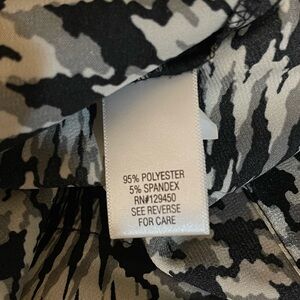 95% POLYESTER
5% SPANDEX
RN#129450
SEE REVERSE
FOR CARE